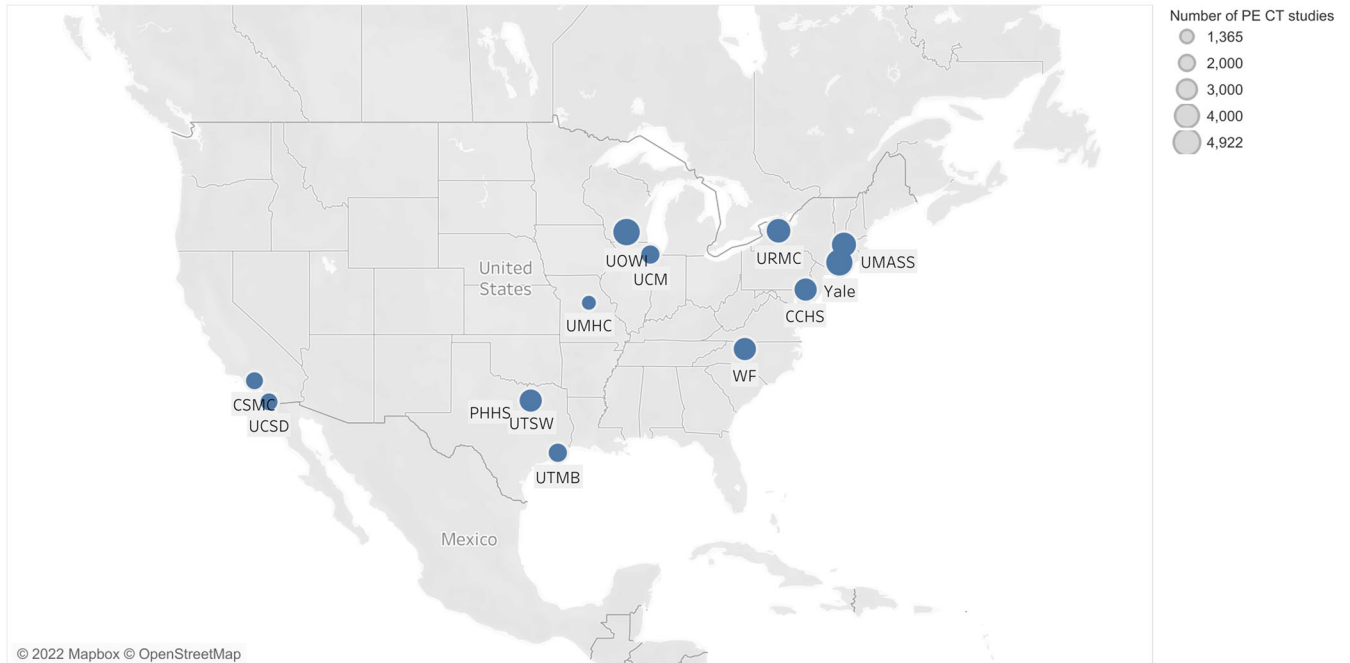 Number of PE CT studies
1,365
2,000
3,000
4,000
4,922
UOWI
UCM
URMC
UMASS
Yale
CCHS
United
States
UMHC
WF
CSMC
UCSD
PHHS
UTSW
UTMB
Mexico
© 2022 Mapbox © OpenStreetMap